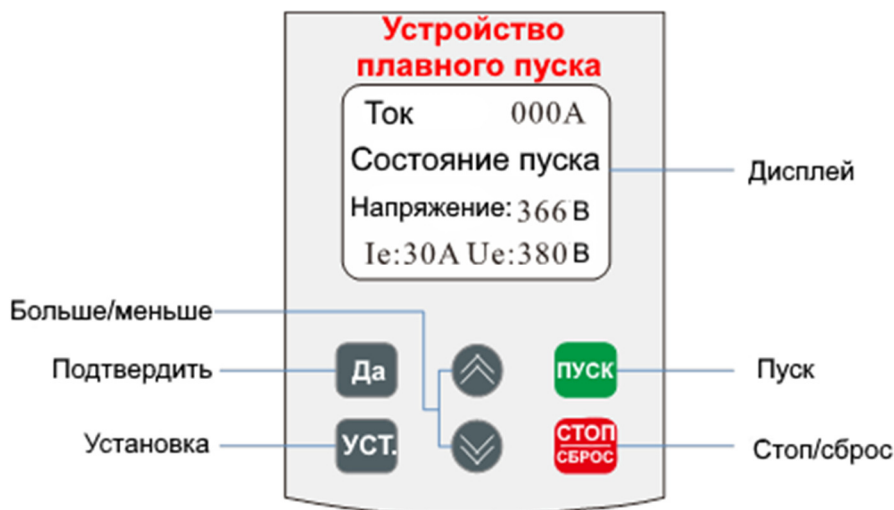 Устройство
плавного пуска
Ток 000А
Состояние пуска
Напряжение: 366 В
Ie:30A Ue:380 В
Дисплей
Больше/меньше
Подтвердить
Да
ПУСК
Пуск
Установка
УСТ.
СТОП
СБРОС
Стоп/сброс